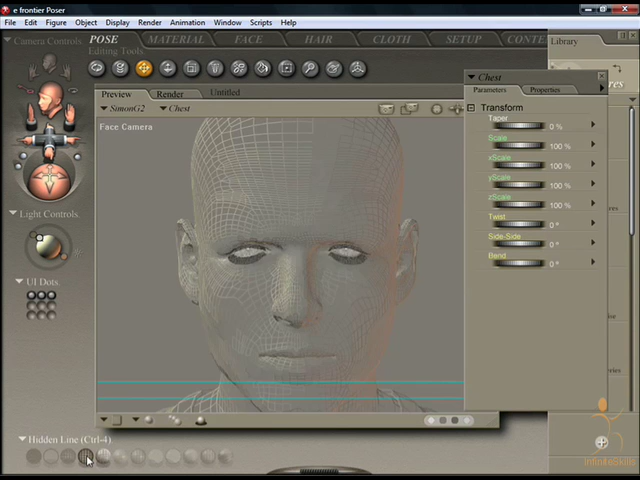 e frontier Poser
File Edit Figure Object Display Render Animation Window Scripts Help
Camera Controls
POSE MATERIAL FACE HAIR CLOTH SETUP CONTE
Library
Editing Tools
Chest
Preview Render Untitled
Parameters Properties
SimonG2 Chest
Transform
Face Camera
Taper
0 %
Scale
100 %
xScale
100 %
yScale
100 %
zScale
100 %
Twist
0 º
Side-Side
0 º
Bend
0 º
Light Controls.
UI Dots.
Hidden Line (Ctrl-4)
InfiniteSkills